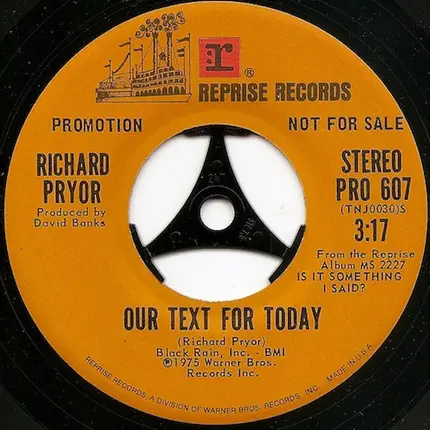 r
® REPRISE RECORDS
PROMOTION
NOT FOR SALE
RICHARD
PRYOR
Produced by
David Banks
STEREO
PRO 607
(TNJ0030)S
3:17
From the Reprise
Album MS 2227
IS IT SOMETHING
I SAID?
OUR TEXT FOR TODAY
(Richard Pryor)
Black Rain, Inc. - BMI
℗1975 Warner Bros.
Records Inc.
REPRISE RECORDS, A DIVISION OF WARNER BROS. RECORDS, INC. MADE IN U.S.A.